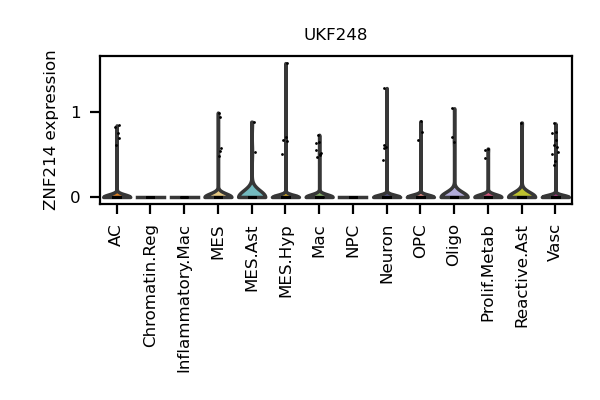 UKF248
ZNF214 expression
1
0
AC
Chromatin.Reg
Inflammatory.Mac
MES
MES.Ast
MES.Hyp
Mac
NPC
Neuron
OPC
Oligo
Prolif.Metab
Reactive.Ast
Vasc